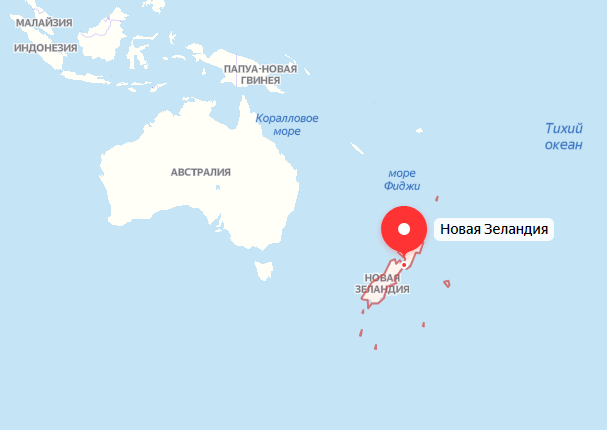 МАЛАЙЗИЯ
ИНДОНЕЗИЯ
ПАПУА-НОВАЯ
ГВИНЕЯ
Коралловое
море
Тихий
океан
АВСТРАЛИЯ
море
Фиджи
Новая Зеландия
НОВАЯ
ЗЕЛАНДИЯ